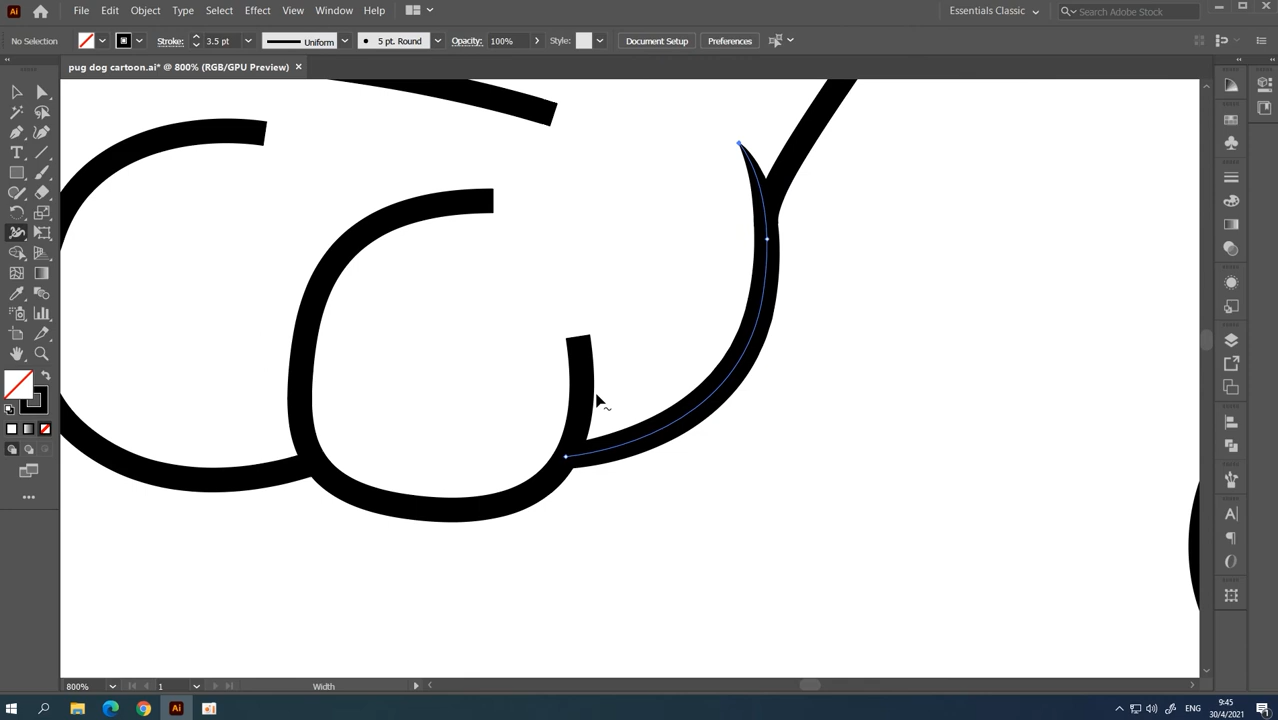 Ai File Edit Object Type Select Effect View Window Help Essentials Classic Search Adobe Stock
No Selection Stroke: 3.5 pt Uniform 5 pt. Round Opacity: 100% Style: Document Setup Preferences
pug dog cartoon.ai* @ 800% (RGB/GPU Preview)
800% 1 Width
Ai ENG 9:45
30/4/2021